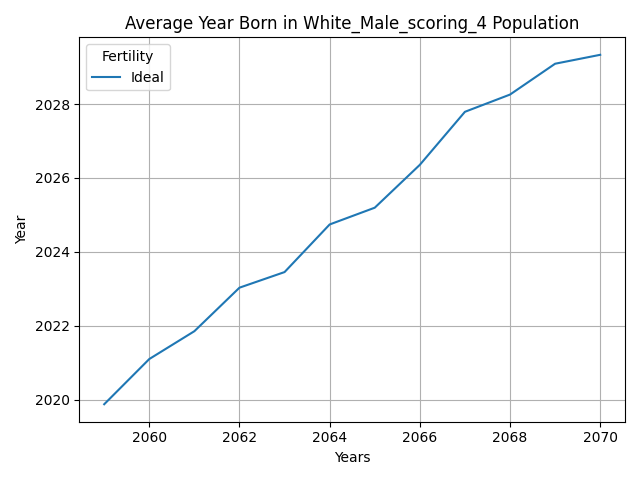 Average Year Born in White_Male_scoring_4 Population
Fertility
Ideal
2028
2026
2024
2022
2020
Year
2060 2062 2064 2066 2068 2070
Years